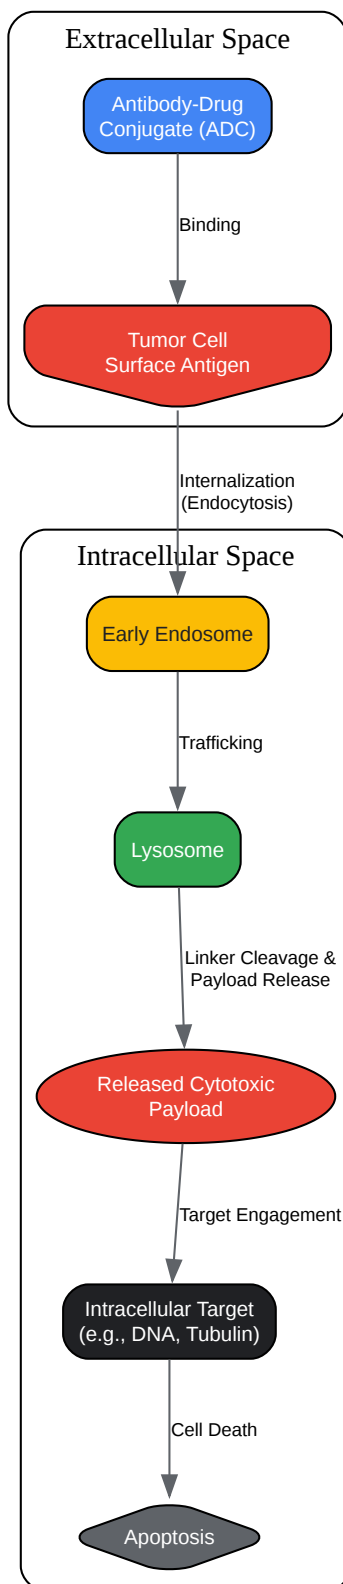 Extracellular Space
Antibody-Drug
Conjugate (ADC)
Binding
Tumor Cell
Surface Antigen
Internalization
(Endocytosis)
Intracellular Space
Early Endosome
Trafficking
Lysosome
Linker Cleavage &
Payload Release
Released Cytotoxic
Payload
Target Engagement
Intracellular Target
(e.g., DNA, Tubulin)
Cell Death
Apoptosis